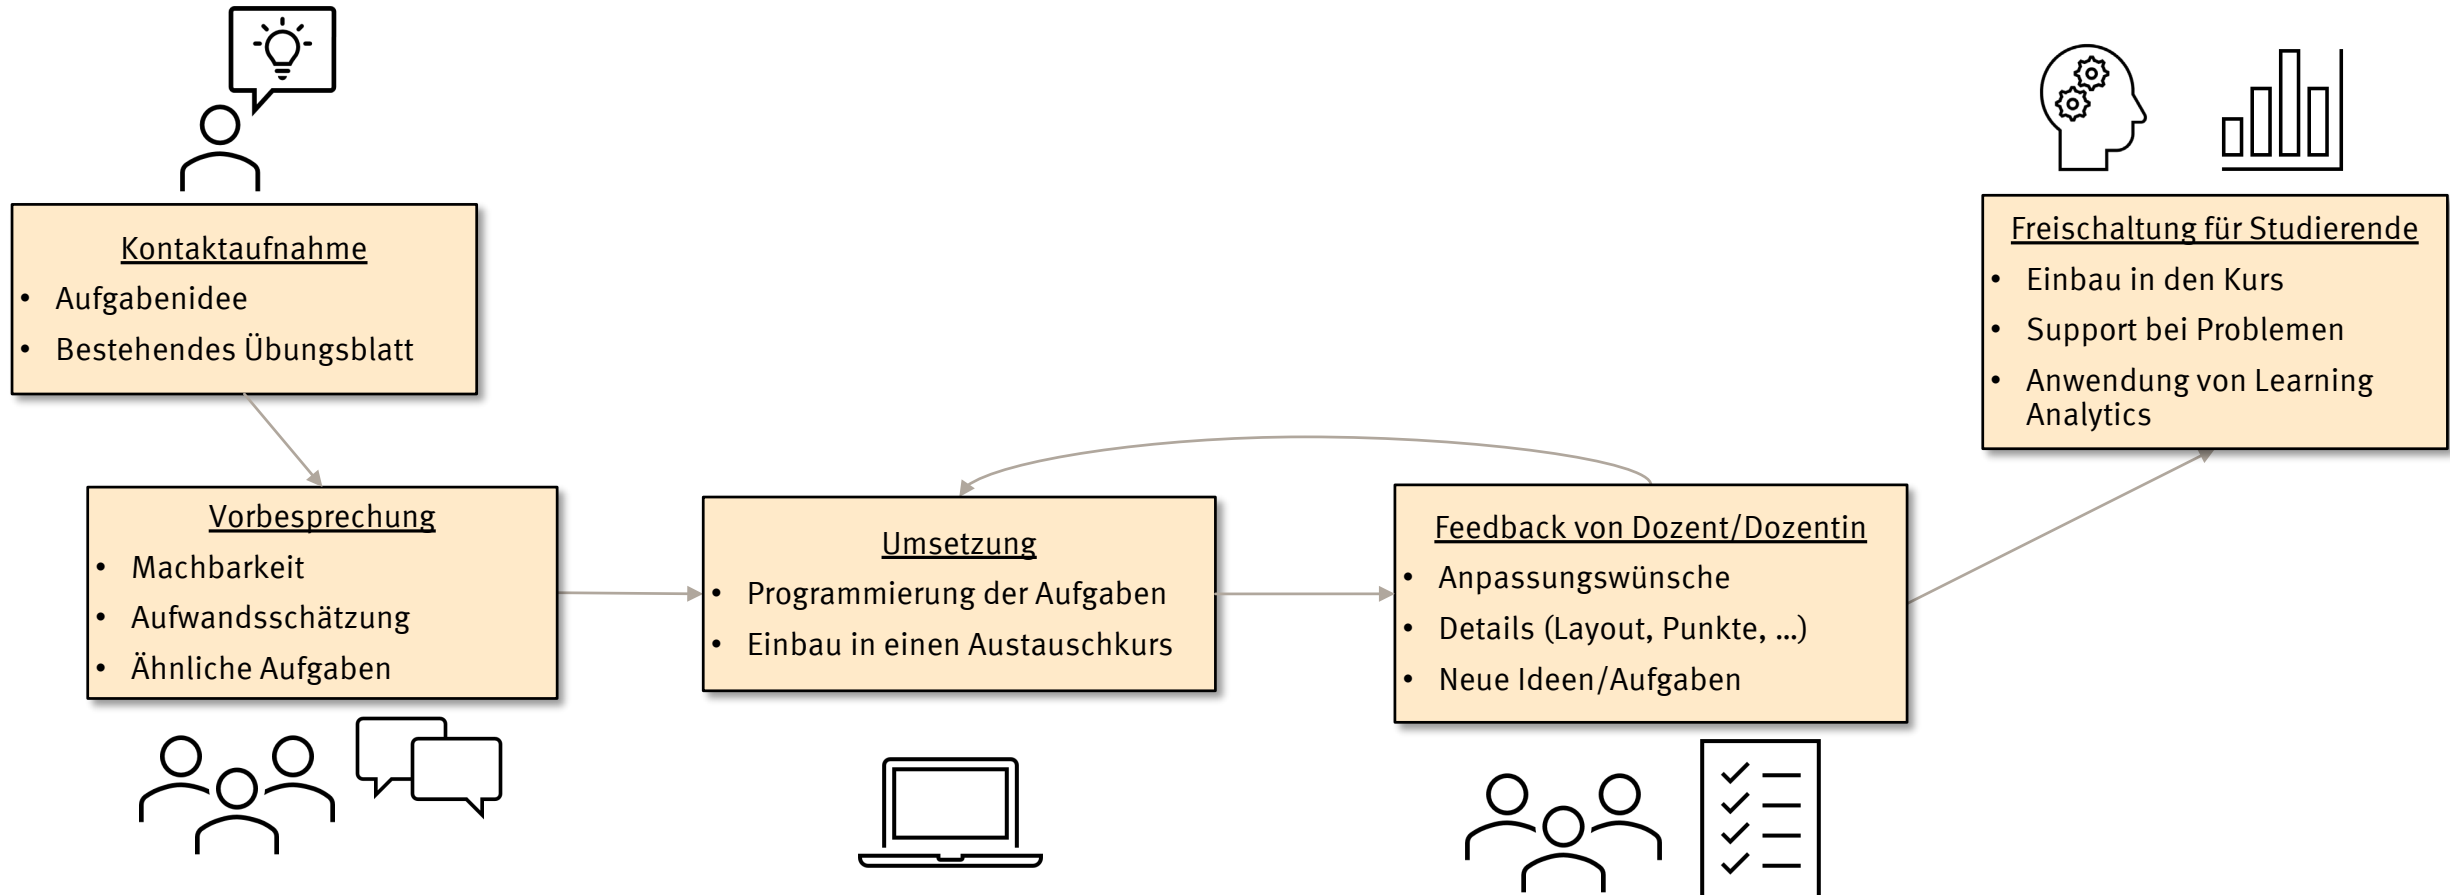 Kontaktaufnahme
• Aufgabenidee
• Bestehendes Übungsblatt
Vorbesprechung
• Machbarkeit
• Aufwandsschätzung
• Ähnliche Aufgaben
Umsetzung
• Programmierung der Aufgaben
• Einbau in einen Austauschkurs
Feedback von Dozent/Dozentin
• Anpassungswünsche
• Details (Layout, Punkte, ...)
• Neue Ideen/Aufgaben
Freischaltung für Studierende
• Einbau in den Kurs
• Support bei Problemen
• Anwendung von Learning
Analytics